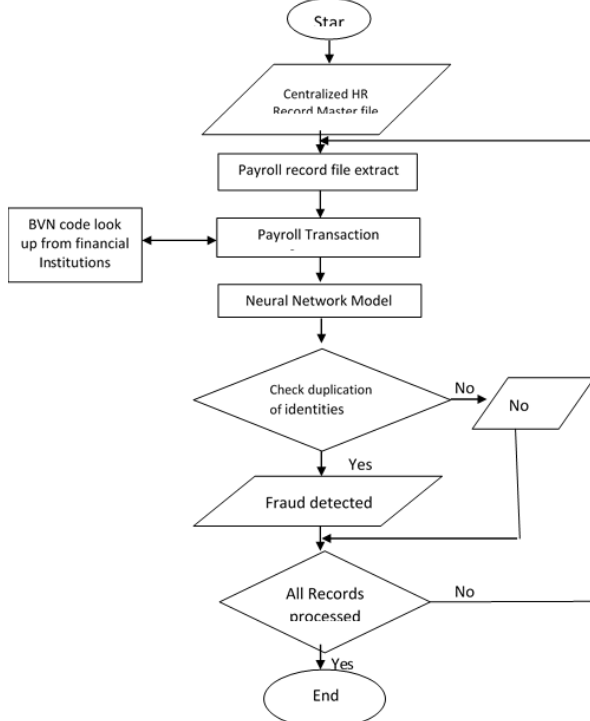 Star
Centralized HR
Record Master file
Payroll record file extract
BVN code look
up from financial
Institutions
Payroll Transaction
Neural Network Model
Check duplication
of identities
No
No
Yes
Fraud detected
All Records
processed
No
Yes
End